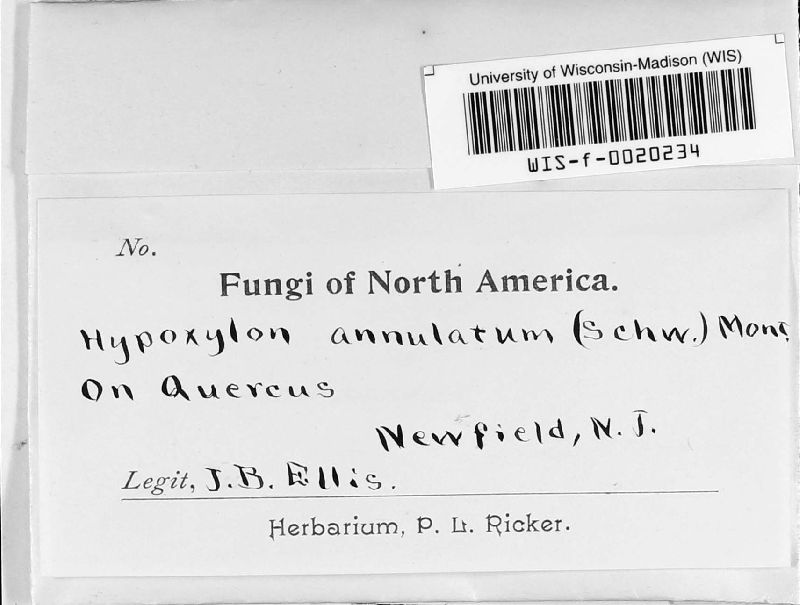 University of Wisconsin-Madison (WIS)
WIS-f-0020234
No.
Fungi of North America.
Hypoxylon annulatum (Schw.) Mont
On Quercus
Newfield, N. J.
Legit, J.B. Ellis.
Herbarium, P. L. Ricker.